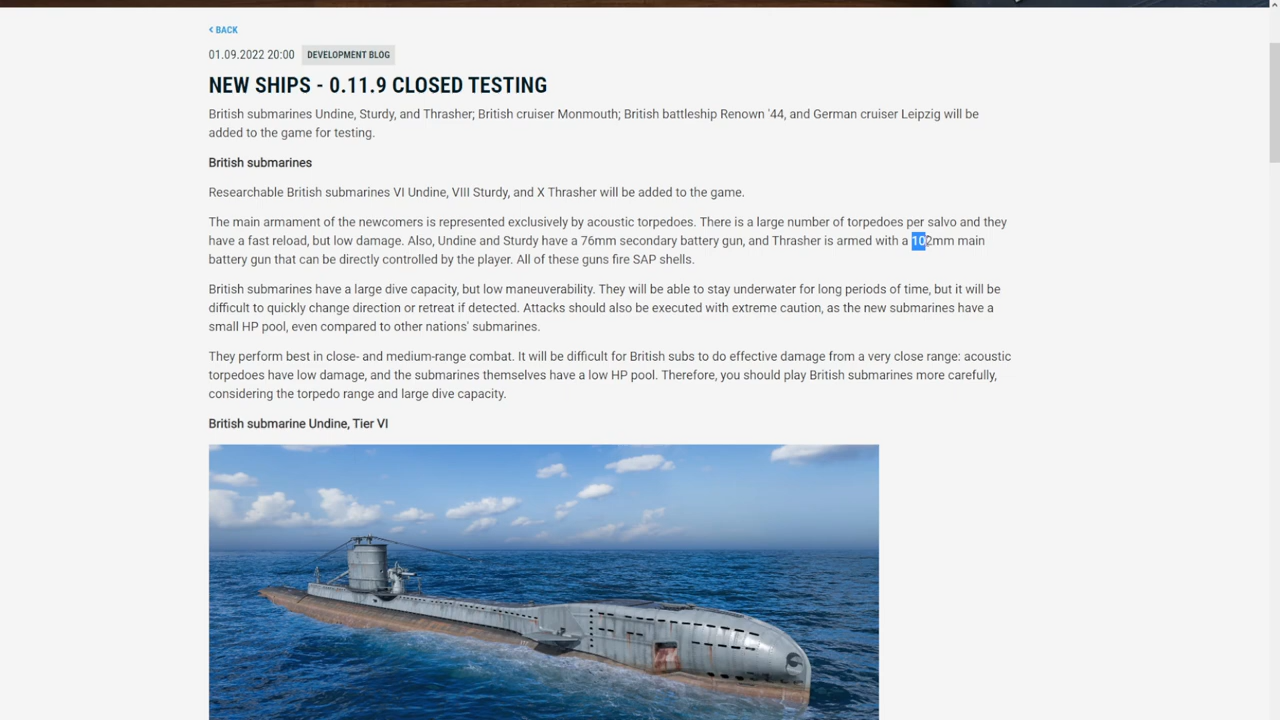 BACK
01.09.2022 20:00 DEVELOPMENT BLOG
NEW SHIPS - 0.11.9 CLOSED TESTING
British submarines Undine, Sturdy, and Thrasher; British cruiser Monmouth; British battleship Renown '44, and German cruiser Leipzig will be
added to the game for testing.
British submarines
Researchable British submarines VI Undine, VIII Sturdy, and X Thrasher will be added to the game.
The main armament of the newcomers is represented exclusively by acoustic torpedoes. There is a large number of torpedoes per salvo and they
have a fast reload, but low damage. Also, Undine and Sturdy have a 76mm secondary battery gun, and Thrasher is armed with a 102mm main
battery gun that can be directly controlled by the player. All of these guns fire SAP shells.
British submarines have a large dive capacity, but low maneuverability. They will be able to stay underwater for long periods of time, but it will be
difficult to quickly change direction or retreat if detected. Attacks should also be executed with extreme caution, as the new submarines have a
small HP pool, even compared to other nations' submarines.
They perform best in close- and medium-range combat. It will be difficult for British subs to do effective damage from a very close range: acoustic
torpedoes have low damage, and the submarines themselves have a low HP pool. Therefore, you should play British submarines more carefully,
considering the torpedo range and large dive capacity.
British submarine Undine, Tier VI